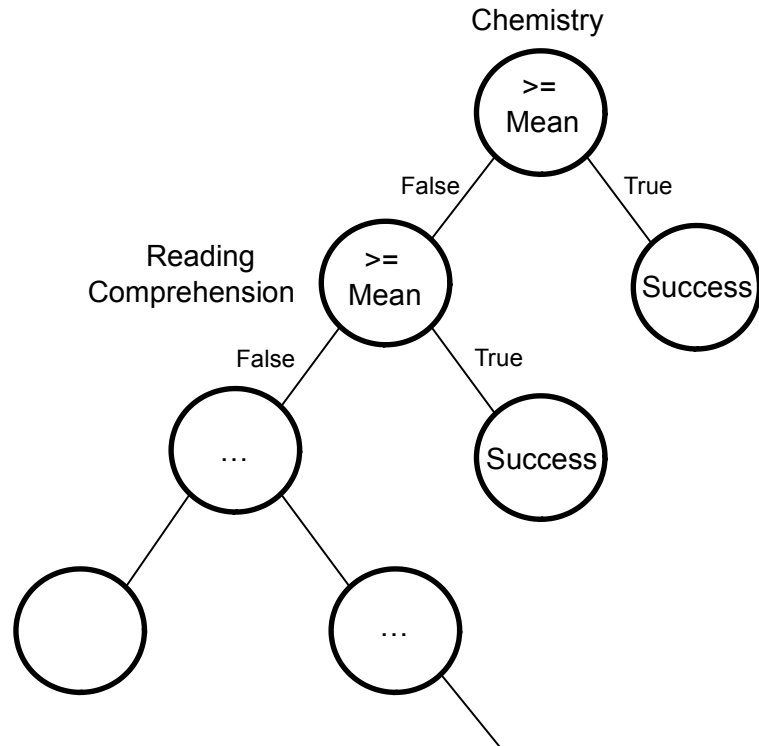 Chemistry
>=
Mean
False
True
Reading
Comprehension
>=
Mean
Success
False
True
...
Success
...